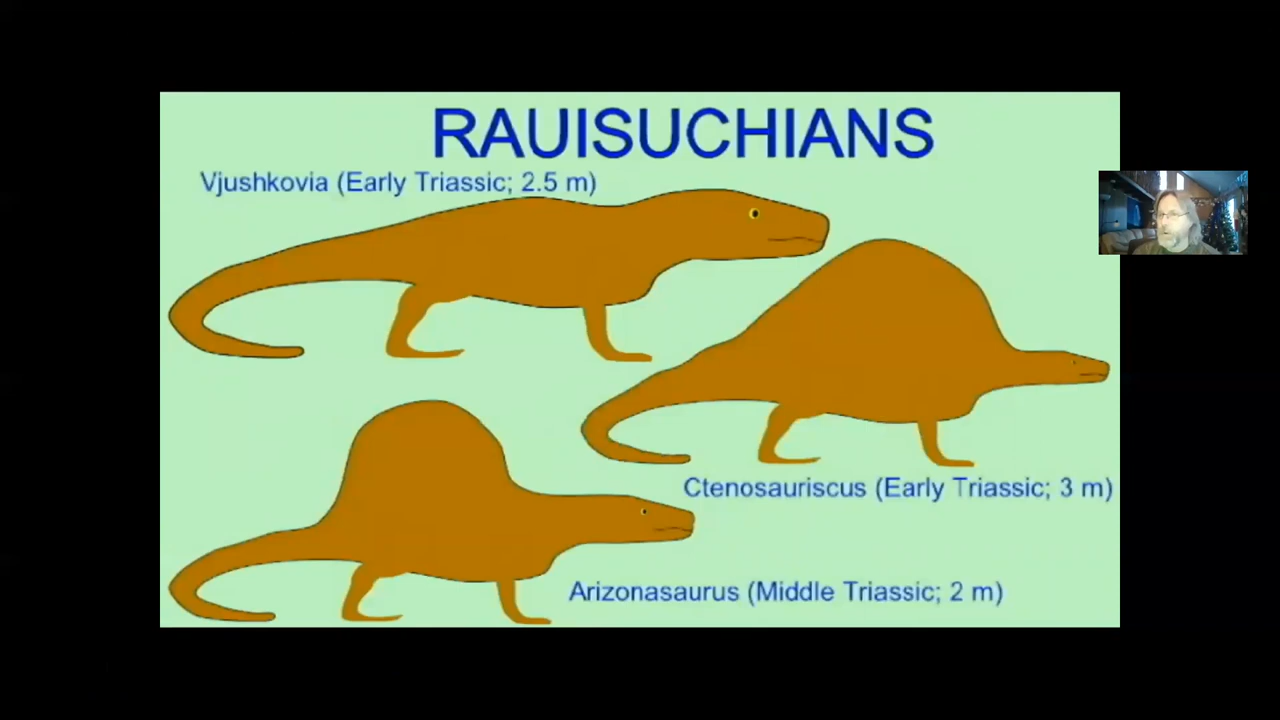 RAUISUCHIANS
Vjushkovia (Early Triassic; 2.5 m)
Ctenosauriscus (Early Triassic; 3 m)
Arizonasaurus (Middle Triassic; 2 m)